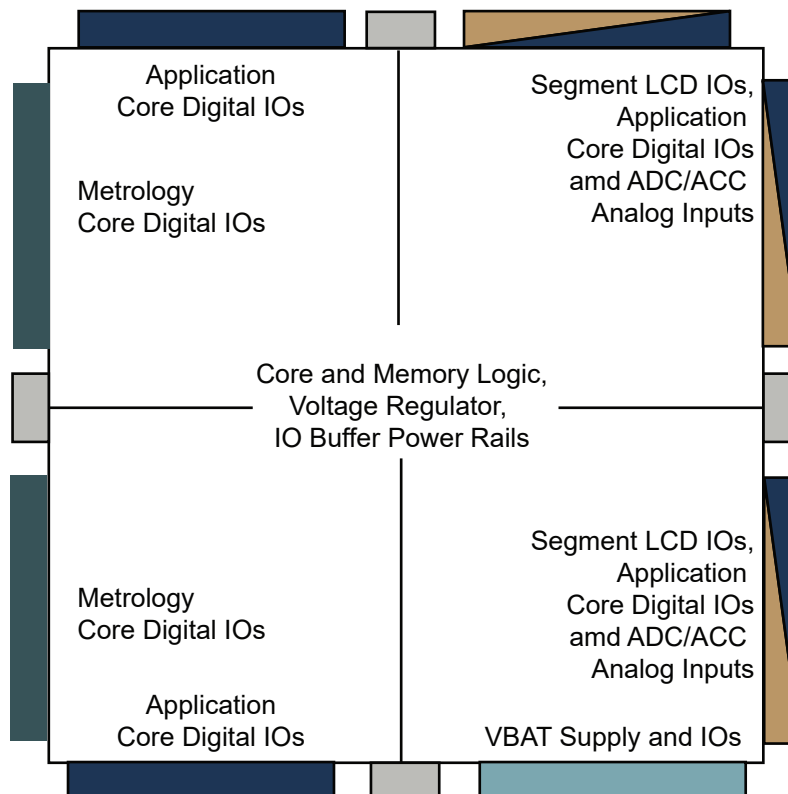 Application
Core Digital IOs
Metrology
Core Digital IOs
Segment LCD IOs,
Application
Core Digital IOs
amd ADC/ACC
Analog Inputs
Core and Memory Logic,
Voltage Regulator,
IO Buffer Power Rails
Metrology
Core Digital IOs
Application
Core Digital IOs
Segment LCD IOs,
Application
Core Digital IOs
amd ADC/ACC
Analog Inputs
VBAT Supply and IOs